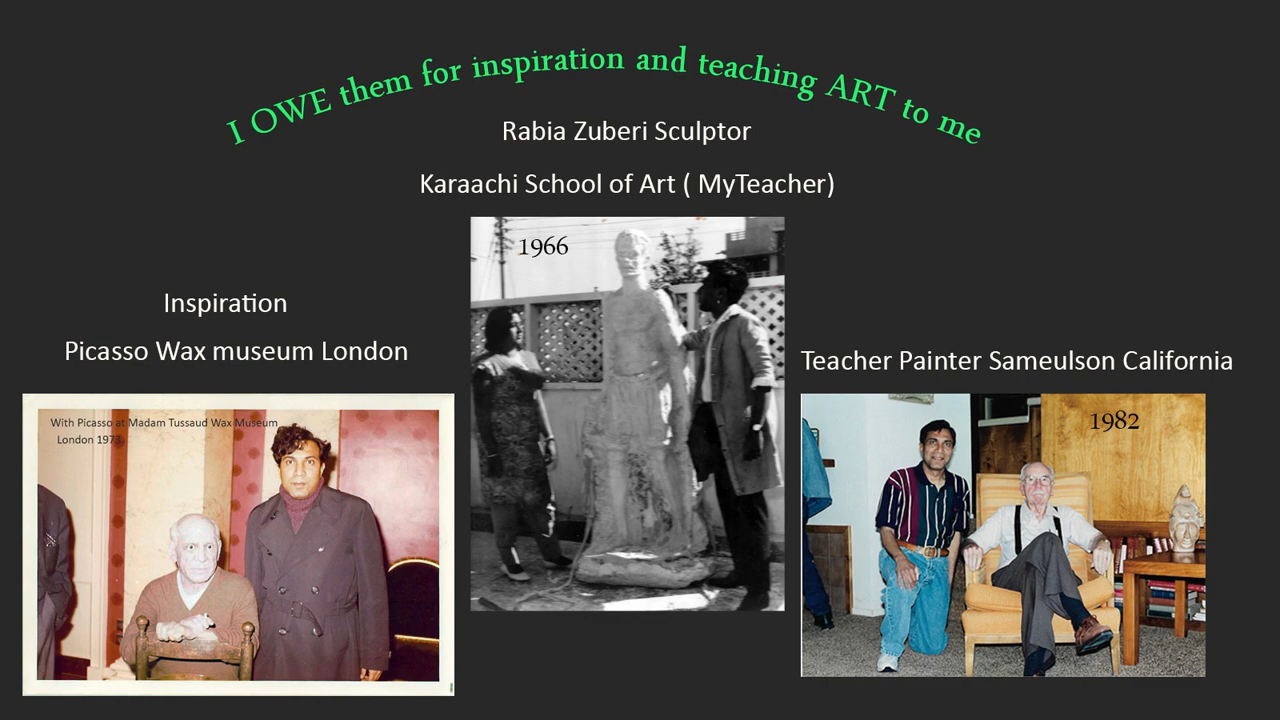 I OWE them for inspiration and teaching ART to me
Rabia Zuberi Sculptor
Karaachi School of Art ( MyTeacher)
1966
Inspiration
Picasso Wax museum London
With Picasso at Madam Tussaud Wax Museum
London 1973
Teacher Painter Sameulson California
1982